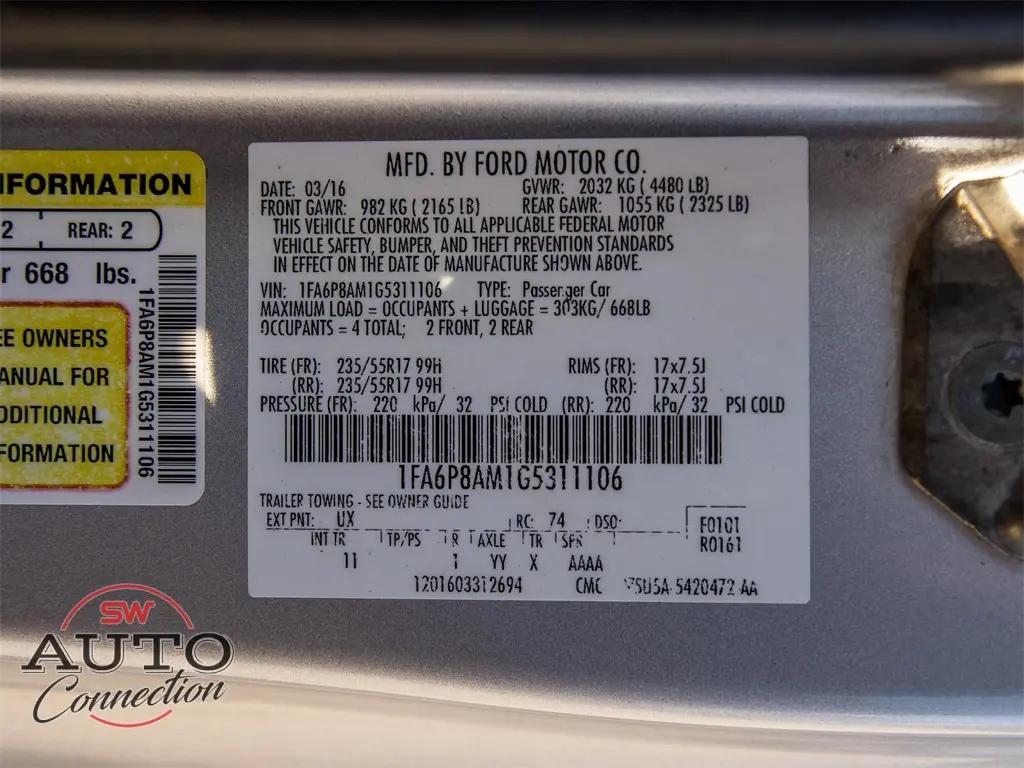 NFORMATION
2 REAR: 2
r 668 lbs.
EE OWNERS
ANUAL FOR
DDITIONAL
FORMATION
1FA6P8AM1G5311106
MFD. BY FORD MOTOR CO.
DATE: 03/16 GVWR: 2032 KG ( 4480 LB)
FRONT GAWR: 982 KG ( 2165 LB) REAR GAWR: 1055 KG ( 2325 LB)
THIS VEHICLE CONFORMS TO ALL APPLICABLE FEDERAL MOTOR
VEHICLE SAFETY, BUMPER, AND THEFT PREVENTION STANDARDS
IN EFFECT ON THE DATE OF MANUFACTURE SHOWN ABOVE.
VIN: 1FA6P8AM1G5311106 TYPE: Passenger Car
MAXIMUM LOAD = OCCUPANTS + LUGGAGE = 303KG/ 668LB
OCCUPANTS = 4 TOTAL; 2 FRONT, 2 REAR
TIRE (FR): 235/55R17 99H RIMS (FR): 17x7.5J
(RR): 235/55R17 99H (RR): 17x7.5J
PRESSURE (FR): 220 kPa/ 32 PSI COLD (RR): 220 kPa/ 32 PSI COLD
1FA6P8AM1G5311106
TRAILER TOWING - SEE OWNER GUIDE
EXT PNT: UX RC: 74 DSO: F0101
INT TR TP/PS R AXLE TR SPR R0161
11 1 YY X AAAA
1201603312694 CMC 5420472 AA
SW
AUTO
Connection